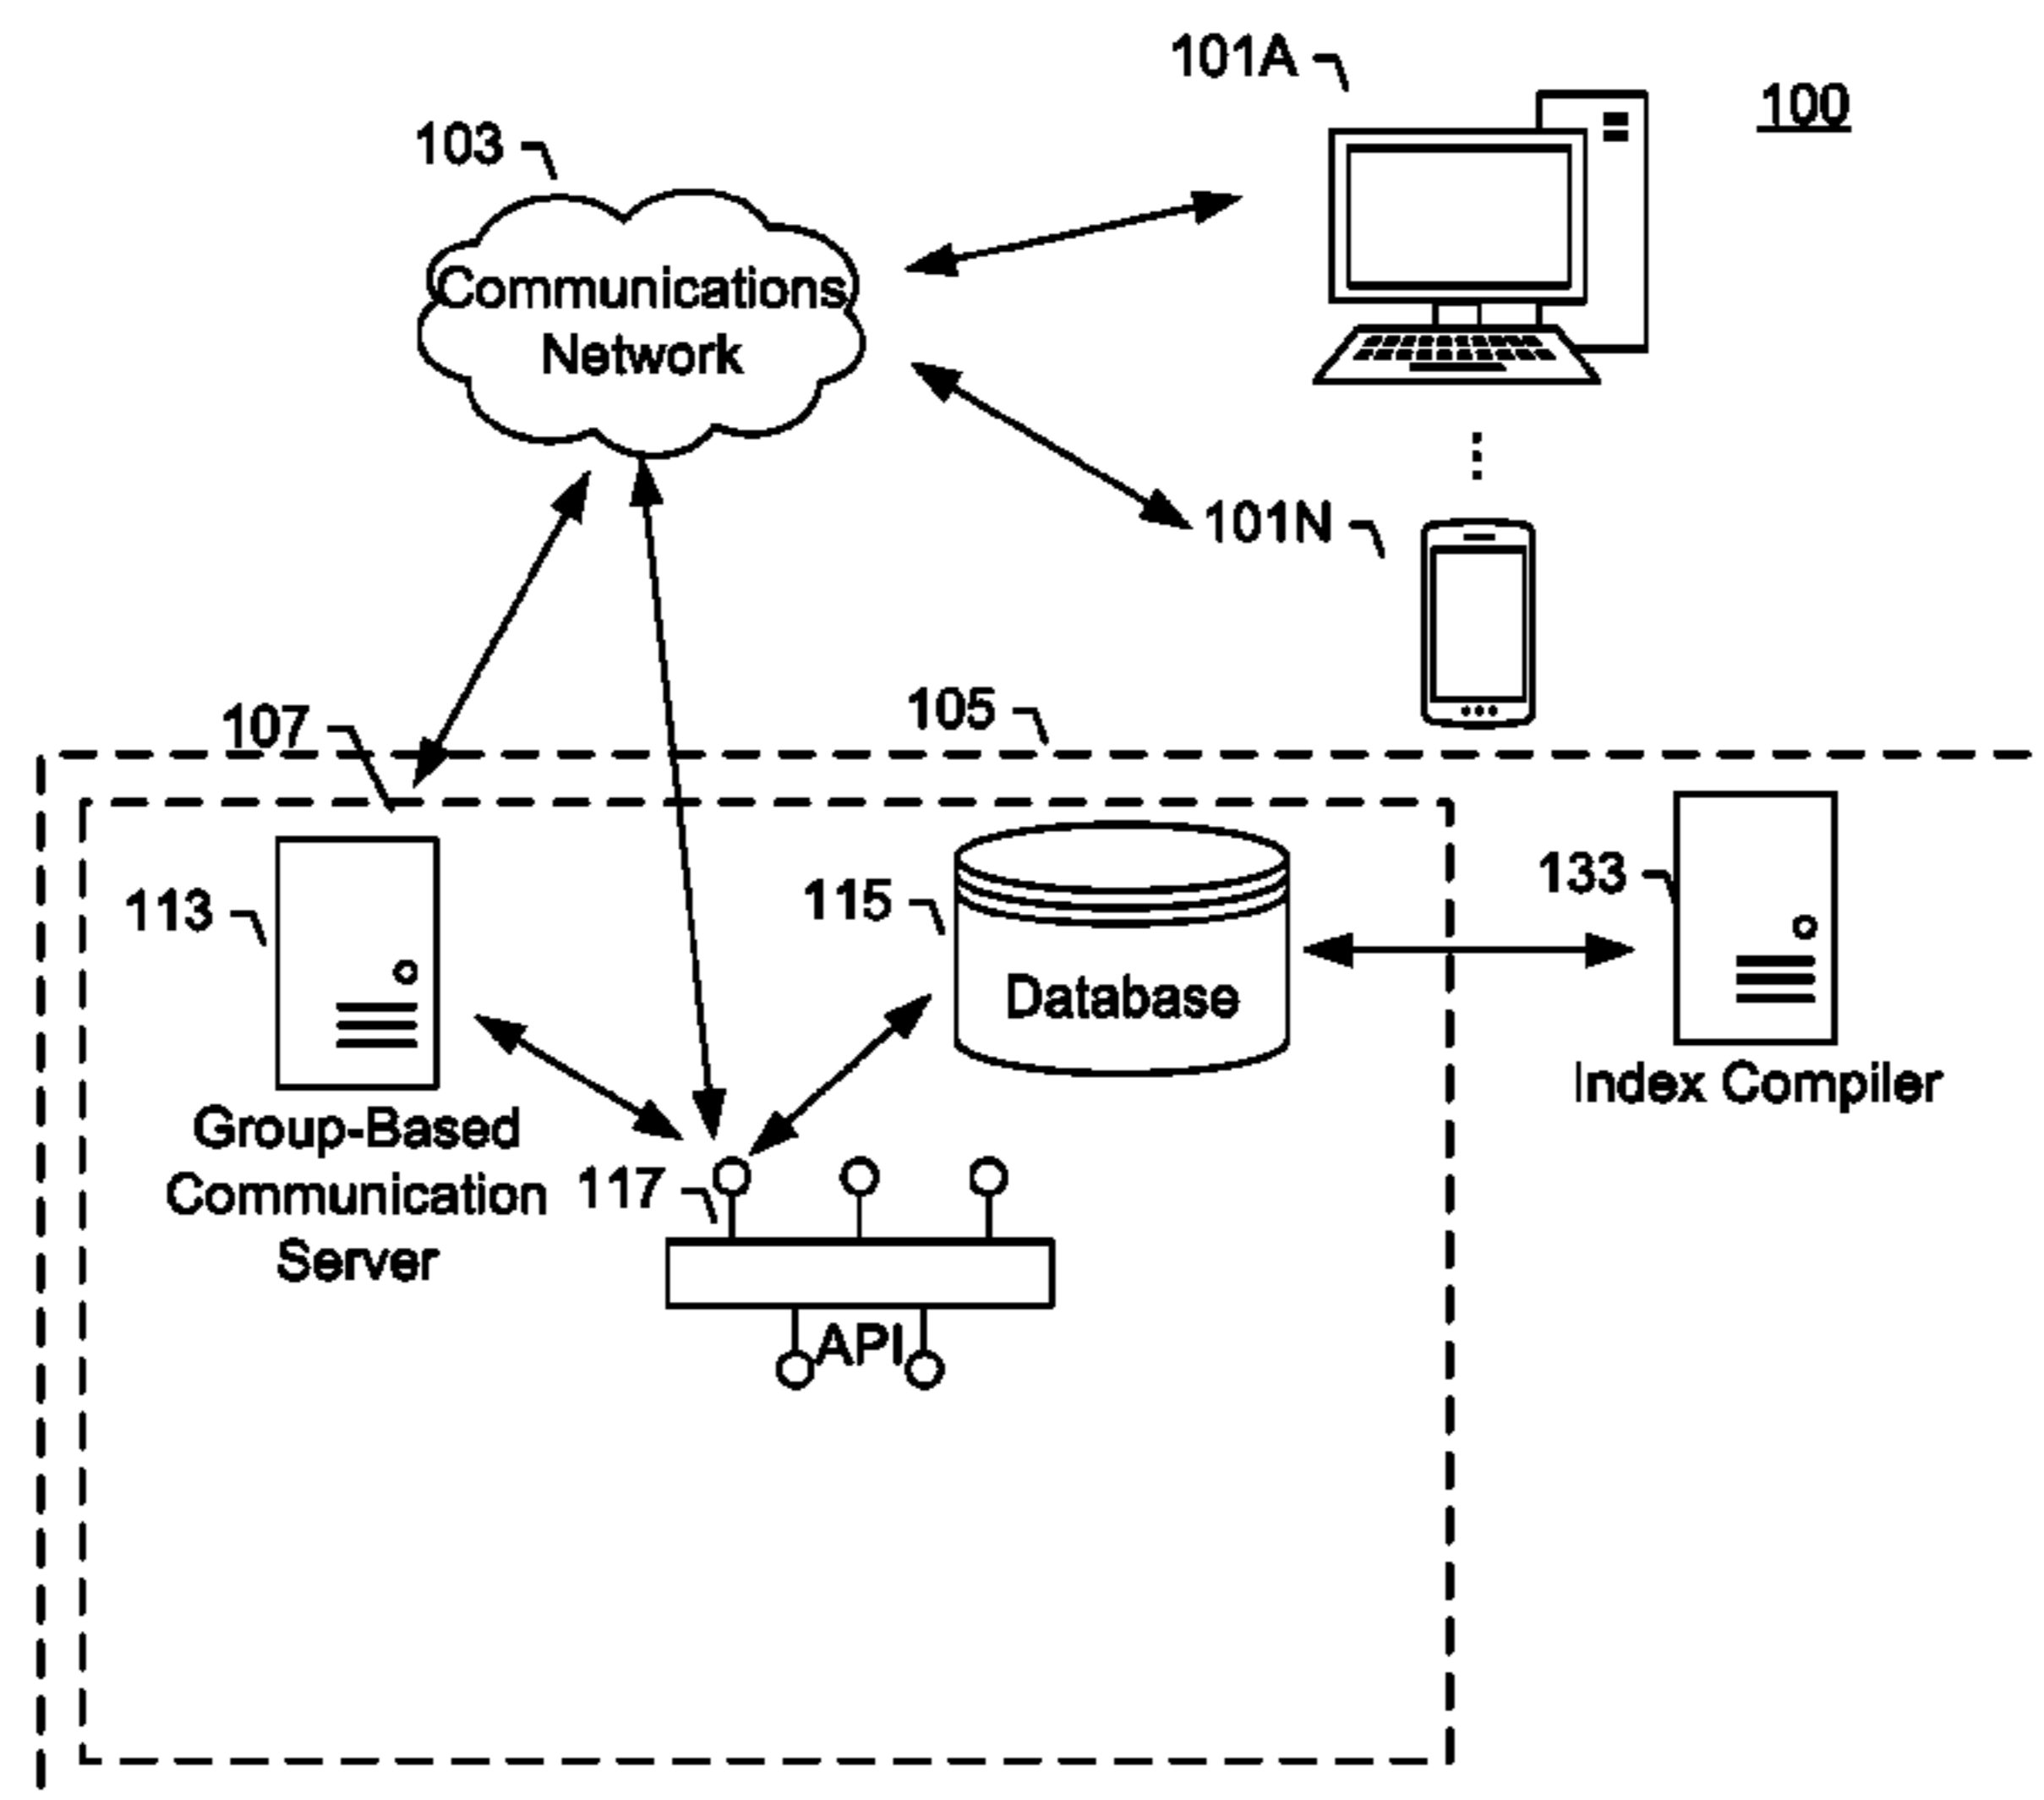 101A
100
103
Communications
Network
101N
105
107
133
115
113
Database
Index Compiler
Group-Based
Communication
Server
117
API